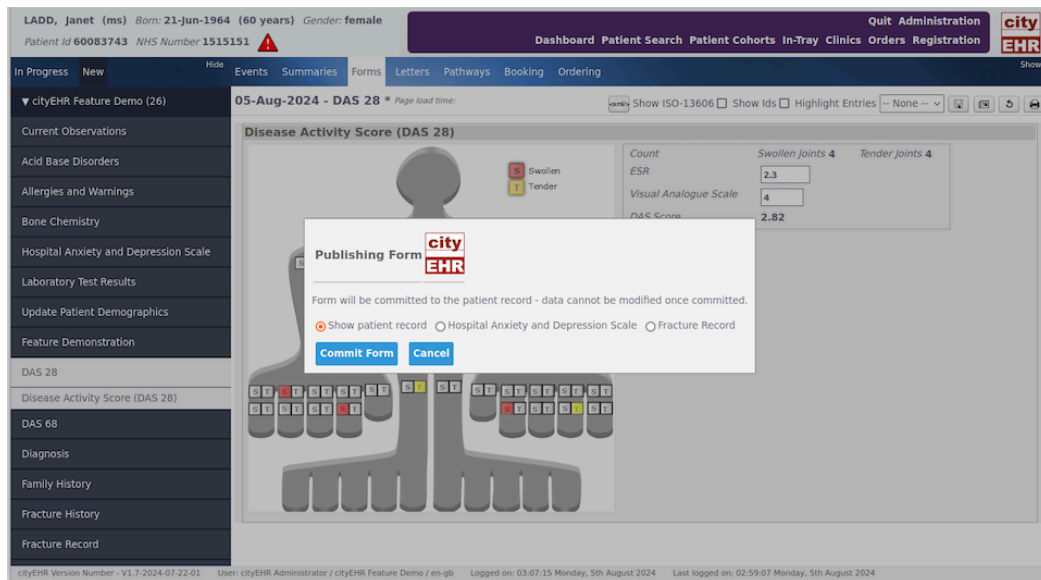 LADD, Janet (ms) Born: 21-Jun-1964 (60 years) Gender: female
Patient Id 60083743 NHS Number 1515151
Quit Administration
Dashboard Patient Search Patient Cohorts In-Tray Clinics Orders Registration
city
EHR
In Progress New Hide
Events Summaries Forms Letters Pathways Booking Ordering Show
▼ cityEHR Feature Demo (26)
Current Observations
Acid Base Disorders
Allergies and Warnings
Bone Chemistry
Hospital Anxiety and Depression Scale
Laboratory Test Results
Update Patient Demographics
Feature Demonstration
DAS 28
Disease Activity Score (DAS 28)
DAS 68
Diagnosis
Family History
Fracture History
Fracture Record
05-Aug-2024 - DAS 28 * Page load time:
Show ISO-13606 Show Ids Highlight Entries -- None --
Disease Activity Score (DAS 28)
S Swollen
T Tender
Count Swollen Joints 4 Tender Joints 4
ESR 2.3
Visual Analogue Scale 4
DAS Score 2.82
S
Publishing Form city EHR
Form will be committed to the patient record - data cannot be modified once committed.
Show patient record Hospital Anxiety and Depression Scale Fracture Record
Commit Form Cancel
S T S T S T S T S T S T S T S T S T S T S T S T
S T S T S T S T S T S T S T S T
cityEHR Version Number - V1.7-2024-07-22-01 User: cityEHR Administrator / cityEHR Feature Demo / en-gb Logged on: 03:07:15 Monday, 5th August 2024 Last logged on: 02:59:07 Monday, 5th August 2024